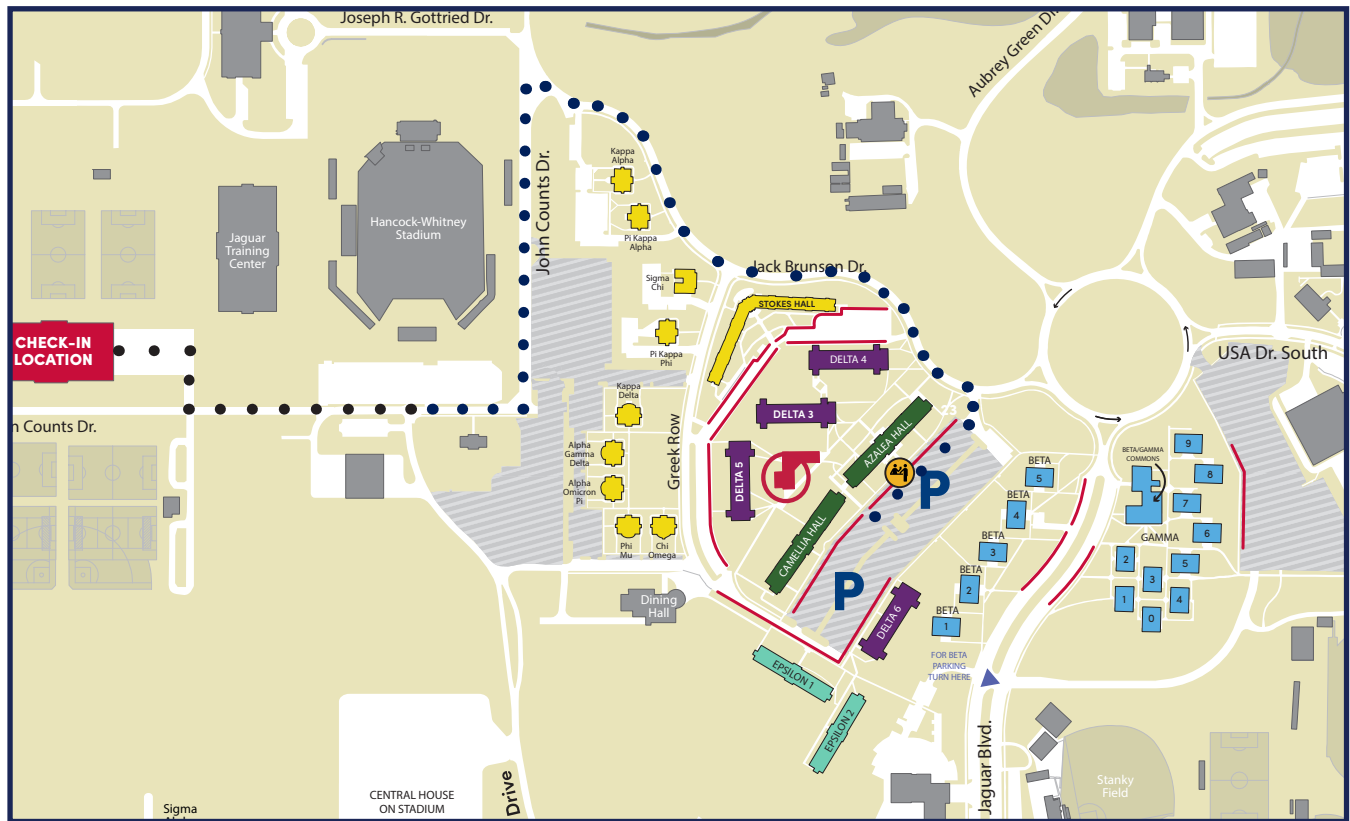 Joseph R. Gottried Dr.
Aubrey Green Dr.
John Counts Dr.
Kappa
Alpha
Hancock-Whitney
Stadium
Pi Kappa
Alpha
Jaguar
Training
Center
Jack Brunson Dr.
Sigma
Chi
STOKES HALL
CHECK-IN
LOCATION
Pi Kappa
Phi
DELTA 4
USA Dr. South
Kappa
Delta
DELTA 3
23
n Counts Dr.
Greek Row
AZALEA HALL
Alpha
Gamma
Delta
DELTA 5
BETA/GAMMA
COMMONS
9
BETA
5
8
Alpha
Omicron
Pi
P
BETA
4
7
CAMELLIA HALL
Phi
Mu
Chi
Omega
BETA
3
GAMMA
6
2
5
BETA
2
3
P
Dining
Hall
1
4
0
BETA
1
DELTA 6
FOR BETA
PARKING
TURN HERE
EPSILON 1
EPSILON 2
Jaguar Blvd.
Stanky
Field
Drive
CENTRAL HOUSE
ON STADIUM
Sigma